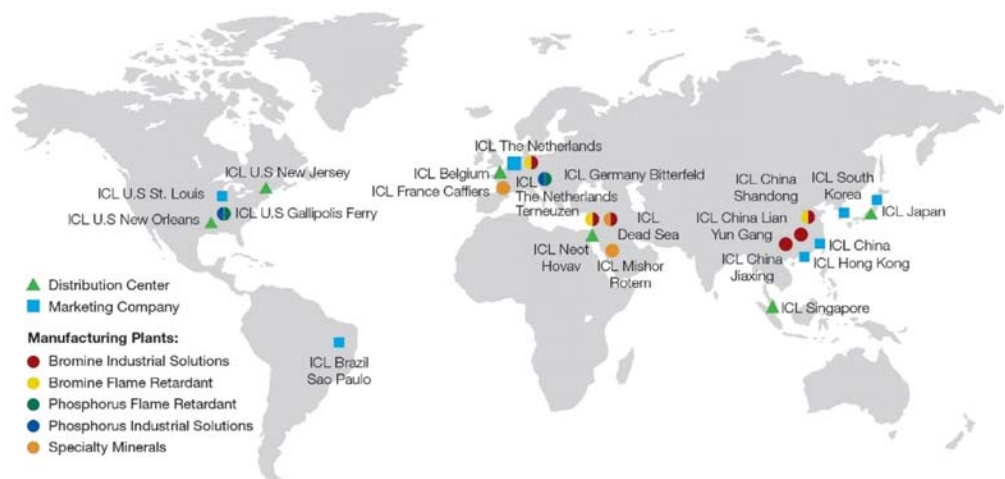 ICL U.S New Jersey
ICL U.S St. Louis
ICL U.S New Orleans
ICL U.S Gallipolis Ferry
ICL Brazil
Sao Paulo
ICL The Netherlands
ICL Belgium
ICL France Caffiers
ICL
The Netherlands
Terneuzen
ICL Germany Bitterfeld
ICL
Dead Sea
ICL Neot
Hovav
ICL Mishor
Rotem
ICL China
Shandong
ICL South
Korea
ICL Japan
ICL China Lian
Yun Gang
ICL China
ICL Hong Kong
ICL China
Jiaxing
ICL Singapore
Distribution Center
Marketing Company
Manufacturing Plants:
Bromine Industrial Solutions
Bromine Flame Retardant
Phosphorus Flame Retardant
Phosphorus Industrial Solutions
Specialty Minerals